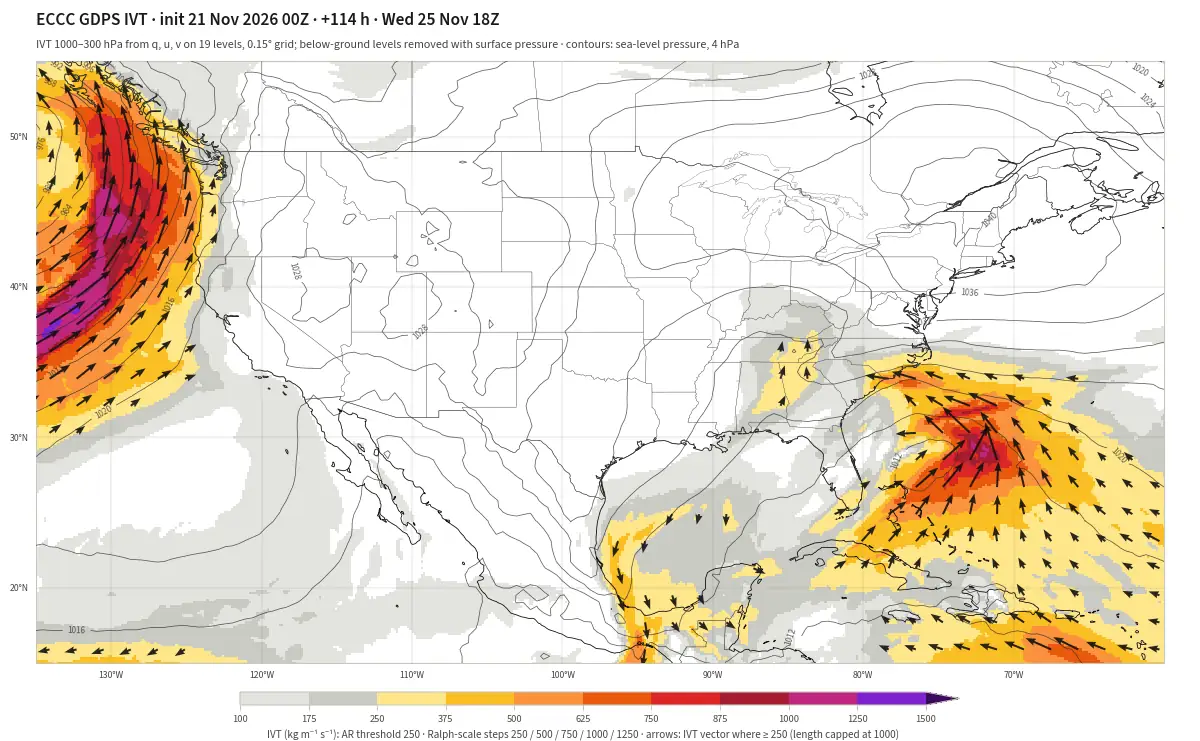 ECCC GDPS IVT · init 21 Nov 2026 00Z · +114 h · Wed 25 Nov 18Z
IVT 1000–300 hPa from q, u, v on 19 levels, 0.15° grid; below-ground levels removed with surface pressure · contours: sea-level pressure, 4 hPa
1020
1024
50°N
984
1040
1028
40°N
1036
1016
1028
1020
30°N
1012
1020
20°N
1016
1012
130°W 120°W 110°W 100°W 90°W 80°W 70°W
100 175 250 375 500 625 750 875 1000 1250 1500
IVT (kg m⁻¹ s⁻¹): AR threshold 250 · Ralph-scale steps 250 / 500 / 750 / 1000 / 1250 · arrows: IVT vector where ≥ 250 (length capped at 1000)